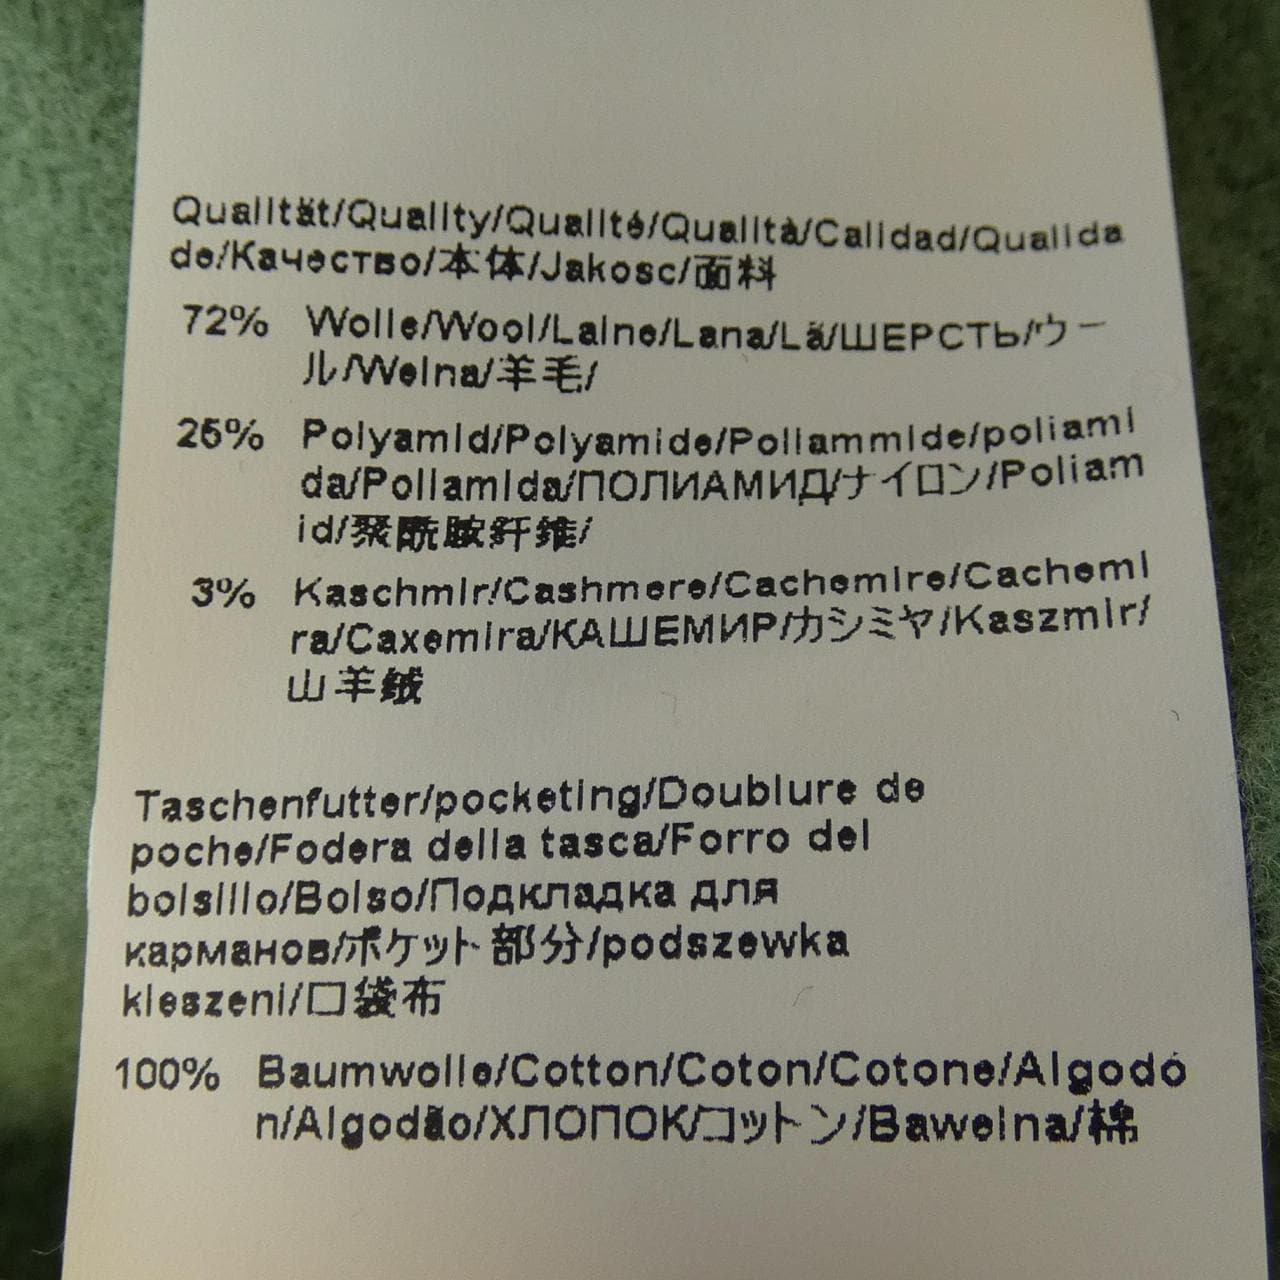 Qualität/Quality/Qualité/Qualità/Calidad/Qualida
de/Качество/本体/Jakosc/面料
72% Wolle/Wool/Laine/Lana/Lã/ШЕРСТЬ/ウー
ル/Welna/羊毛/
25% Polyamid/Polyamide/Poliammide/poliami
da/Poliamida/ПОЛИАМИД/ナイロン/Poliam
id/聚酰胺纤维/
3% Kaschmir/Cashmere/Cachemire/Cachemi
ra/Caxemira/КАШЕМИР/カシミヤ/Kaszmir/
山羊绒
Taschenfutter/pocketing/Doublure de
poche/Fodera della tasca/Forro del
bolsillo/Bolso/Подкладка для
карманов/ポケット部分/podszewka
kieszeni/口袋布
100% Baumwolle/Cotton/Coton/Cotone/Algodó
n/Algodão/ХЛОПОК/コットン/Bawelna/棉